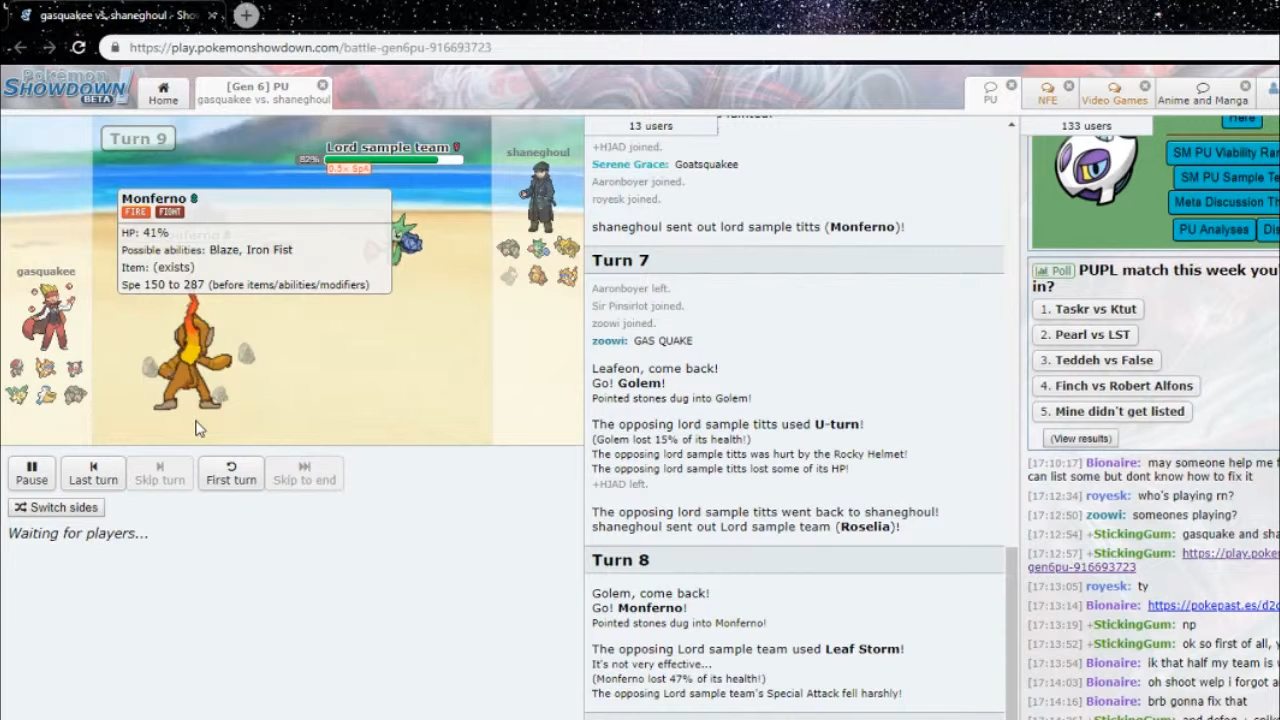 gasquakee vs. shaneghoul - Sho
https://play.pokemonshowdown.com/battle-gen6pu-916693723
Pokémon
SHOWDOWN!
BETA
Home
[Gen 6] PU
gasquakee vs. shaneghoul
PU
NFE
Video Games
Anime and Manga
Turn 9
Lord sample team
82%
0.5× SpA
Monferno
FIRE FIGHT
HP: 41%
Possible abilities: Blaze, Iron Fist
Item: (exists)
Spe 150 to 287 (before items/abilities/modifiers)
gasquakee
shaneghoul
Pause
Last turn
Skip turn
First turn
Skip to end
Switch sides
Waiting for players...
13 users
+HJAD joined.
Serene Grace: Goatsquakee
Aaronboyer joined.
royesk joined.
shaneghoul sent out lord sample titts (Monferno)!
Turn 7
Aaronboyer left.
Sir Pinsirlot joined.
zoowi joined.
zoowi: GAS QUAKE
Leafeon, come back!
Go! Golem!
Pointed stones dug into Golem!
The opposing lord sample titts used U-turn!
(Golem lost 15% of its health!)
The opposing lord sample titts was hurt by the Rocky Helmet!
The opposing lord sample titts lost some of its HP!
+HJAD left.
The opposing lord sample titts went back to shaneghoul!
shaneghoul sent out Lord sample team (Roselia)!
Turn 8
Golem, come back!
Go! Monferno!
Pointed stones dug into Monferno!
The opposing Lord sample team used Leaf Storm!
It's not very effective...
(Monferno lost 47% of its health!)
The opposing Lord sample team's Special Attack fell harshly!
133 users
Here
SM PU Viability Ra
SM PU Sample Te
Meta Discussion Th
PU Analyses
Dis
Poll PUPL match this week you
in?
1. Taskr vs Ktut
2. Pearl vs LST
3. Teddeh vs False
4. Finch vs Robert Alfons
5. Mine didn't get listed
(View results)
[17:10:17] Bionaire: may someone help me f
can list some but dont know how to fix it
[17:12:34] royesk: who's playing rn?
[17:12:50] zoowi: someones playing?
[17:12:54] +StickingGum: gasquake and sha
[17:12:57] +StickingGum: https://play.poke
gen6pu-916693723
[17:13:05] royesk: ty
[17:13:14] Bionaire: https://pokepast.es/d2
[17:13:19] +StickingGum: np
[17:13:52] +StickingGum: ok so first of all, y
[17:13:54] Bionaire: ik that half my team is
[17:14:03] Bionaire: oh shoot welp i forgot a
[17:14:16] Bionaire: brb gonna fix that